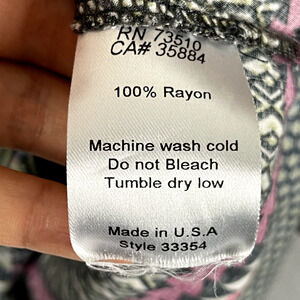 RN 73510
CA# 35884
100% Rayon
Machine wash cold
Do not Bleach
Tumble dry low
Made in U.S.A
Style 33354